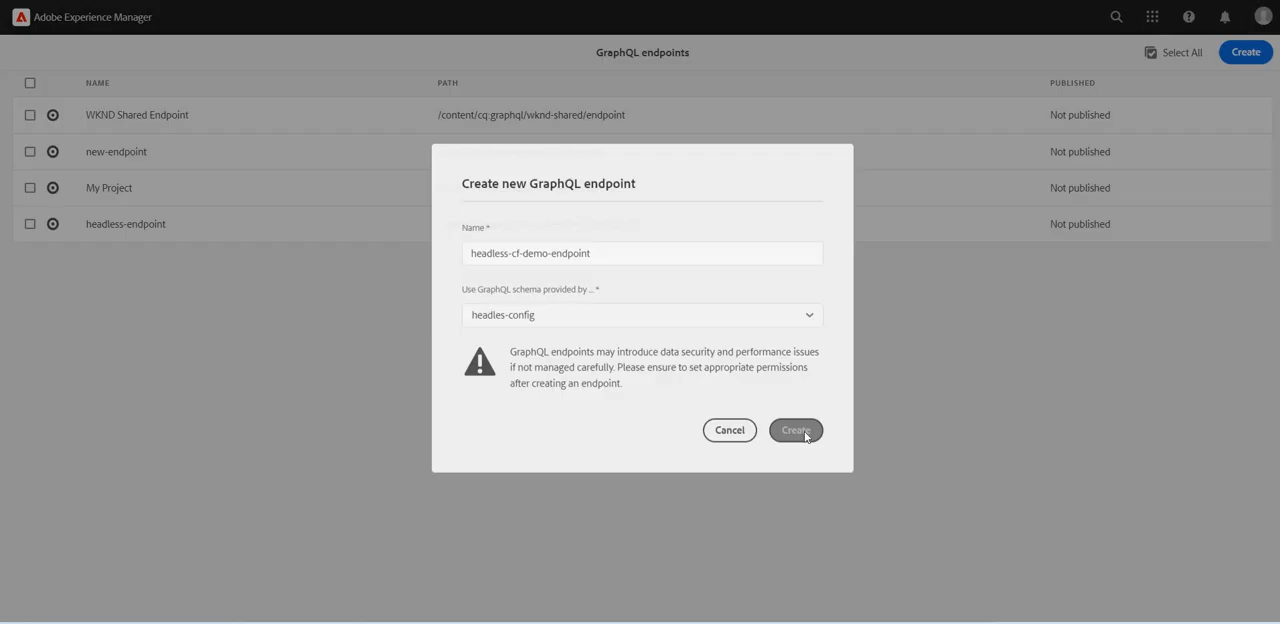 Adobe Experience Manager
GraphQL endpoints
Select All
Create
NAME
PATH
PUBLISHED
WKND Shared Endpoint
/content/cq:graphql/wknd-shared/endpoint
Not published
new-endpoint
Not published
My Project
Not published
headless-endpoint
Not published
Create new GraphQL endpoint
Name *
headless-cf-demo-endpoint
Use GraphQL schema provided by ... *
headles-config
GraphQL endpoints may introduce data security and performance issues
if not managed carefully. Please ensure to set appropriate permissions
after creating an endpoint.
Cancel
Create